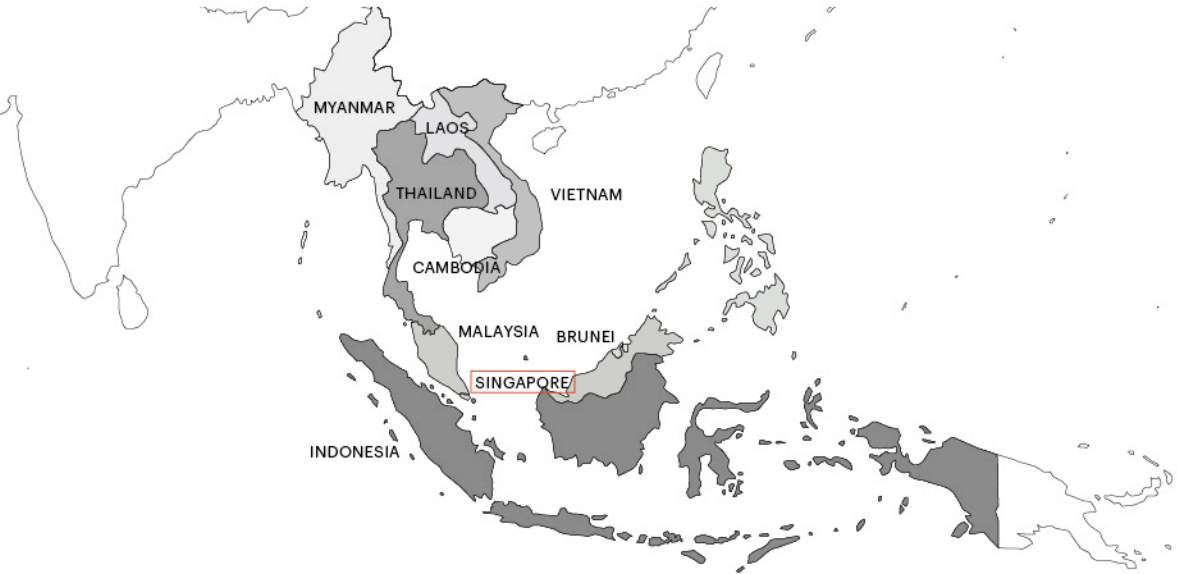 MYANMAR
LAOS
THAILAND
VIETNAM
CAMBODIA
MALAYSIA
BRUNEI
SINGAPORE
INDONESIA